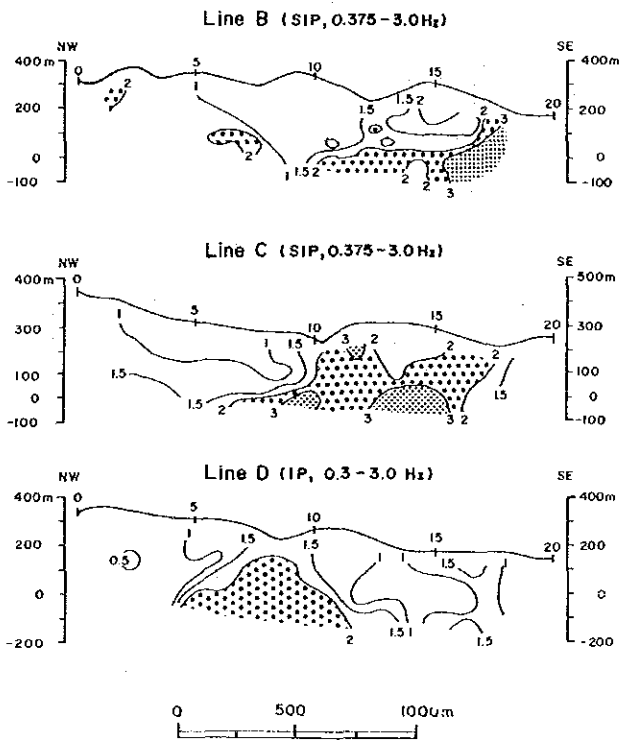 Line B (SIP, 0.375-3.0Hz)
NW SE
400m 0 5 10 15 20 400m
200 2 1 1.5 1.5 2 2 3 200
0 2 0
-100 1 1.5 2 2 2 3 -100
Line C (SIP, 0.375-3.0Hz)
NW SE
400m 0 5 10 15 20 500m
300 1 1 1.5 3 2 2 2 300
100 1.5 1.5 100
0 1.5 0
-100 2 3 3 2 -100
Line D (IP, 0.3-3.0 Hz)
NW SE
400m 0 5 10 15 20 400m
200 0.5 1 1.5 1.5 1 1 1.5 1 200
0 0
-200 2 1.5 1 1.5 -200
0 500 1000m